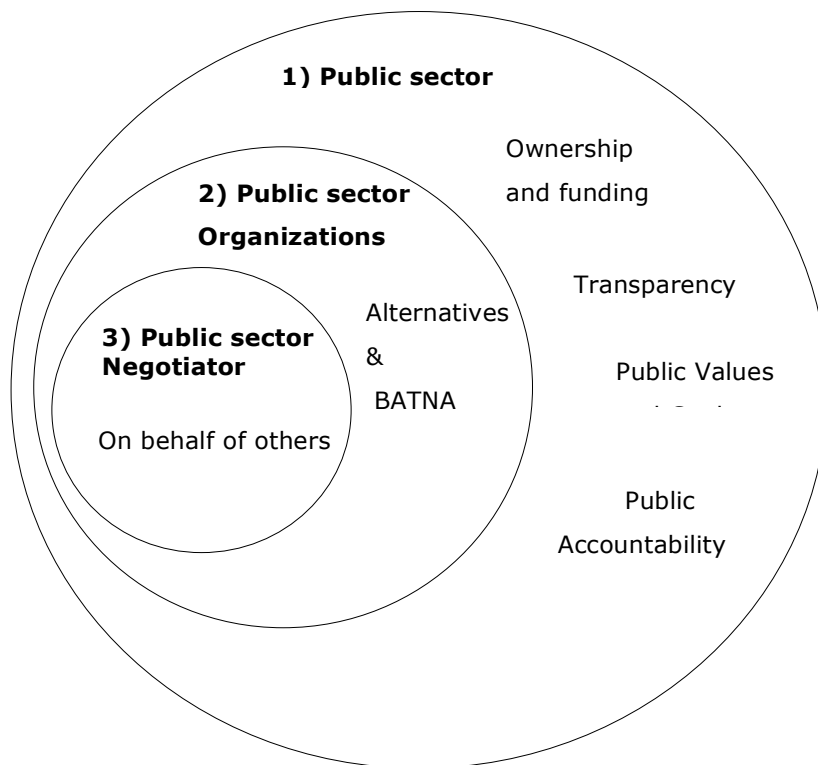 1) Public sector
Ownership
and funding
2) Public sector
Organizations
Transparency
Alternatives
&
BATNA
3) Public sector
Negotiator
On behalf of others
Public Values
Public
Accountability